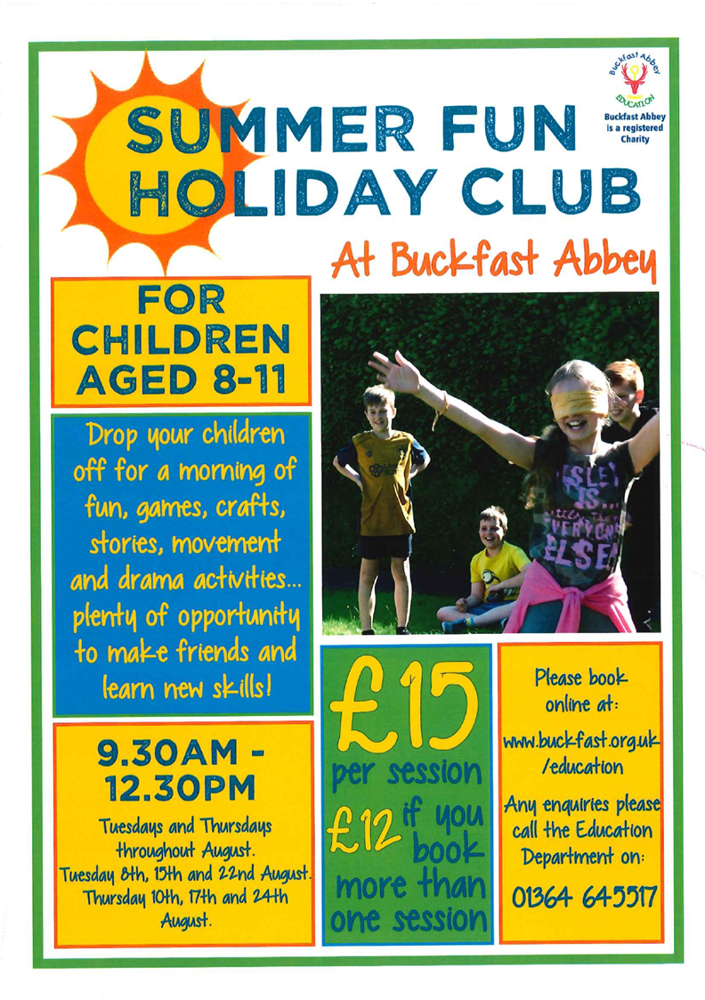 Buckfast Abbey
EDUCATION
Buckfast Abbey
is a registered
Charity
SUMMER FUN
HOLIDAY CLUB
At Buckfast Abbey
FOR
CHILDREN
AGED 8-11
Drop your children
off for a morning of
fun, games, crafts,
stories, movement
and drama activities...
plenty of opportunity
to make friends and
learn new skills!
9.30AM -
12.30PM
Tuesdays and Thursdays
throughout August.
Tuesday 8th, 15th and 22nd August.
Thursday 10th, 17th and 24th
August.
£15
per session
£12 if you
book
more than
one session
Please book
online at:
www.buckfast.org.uk
/education
Any enquiries please
call the Education
Department on:
01364 645517
IS...
ELSE